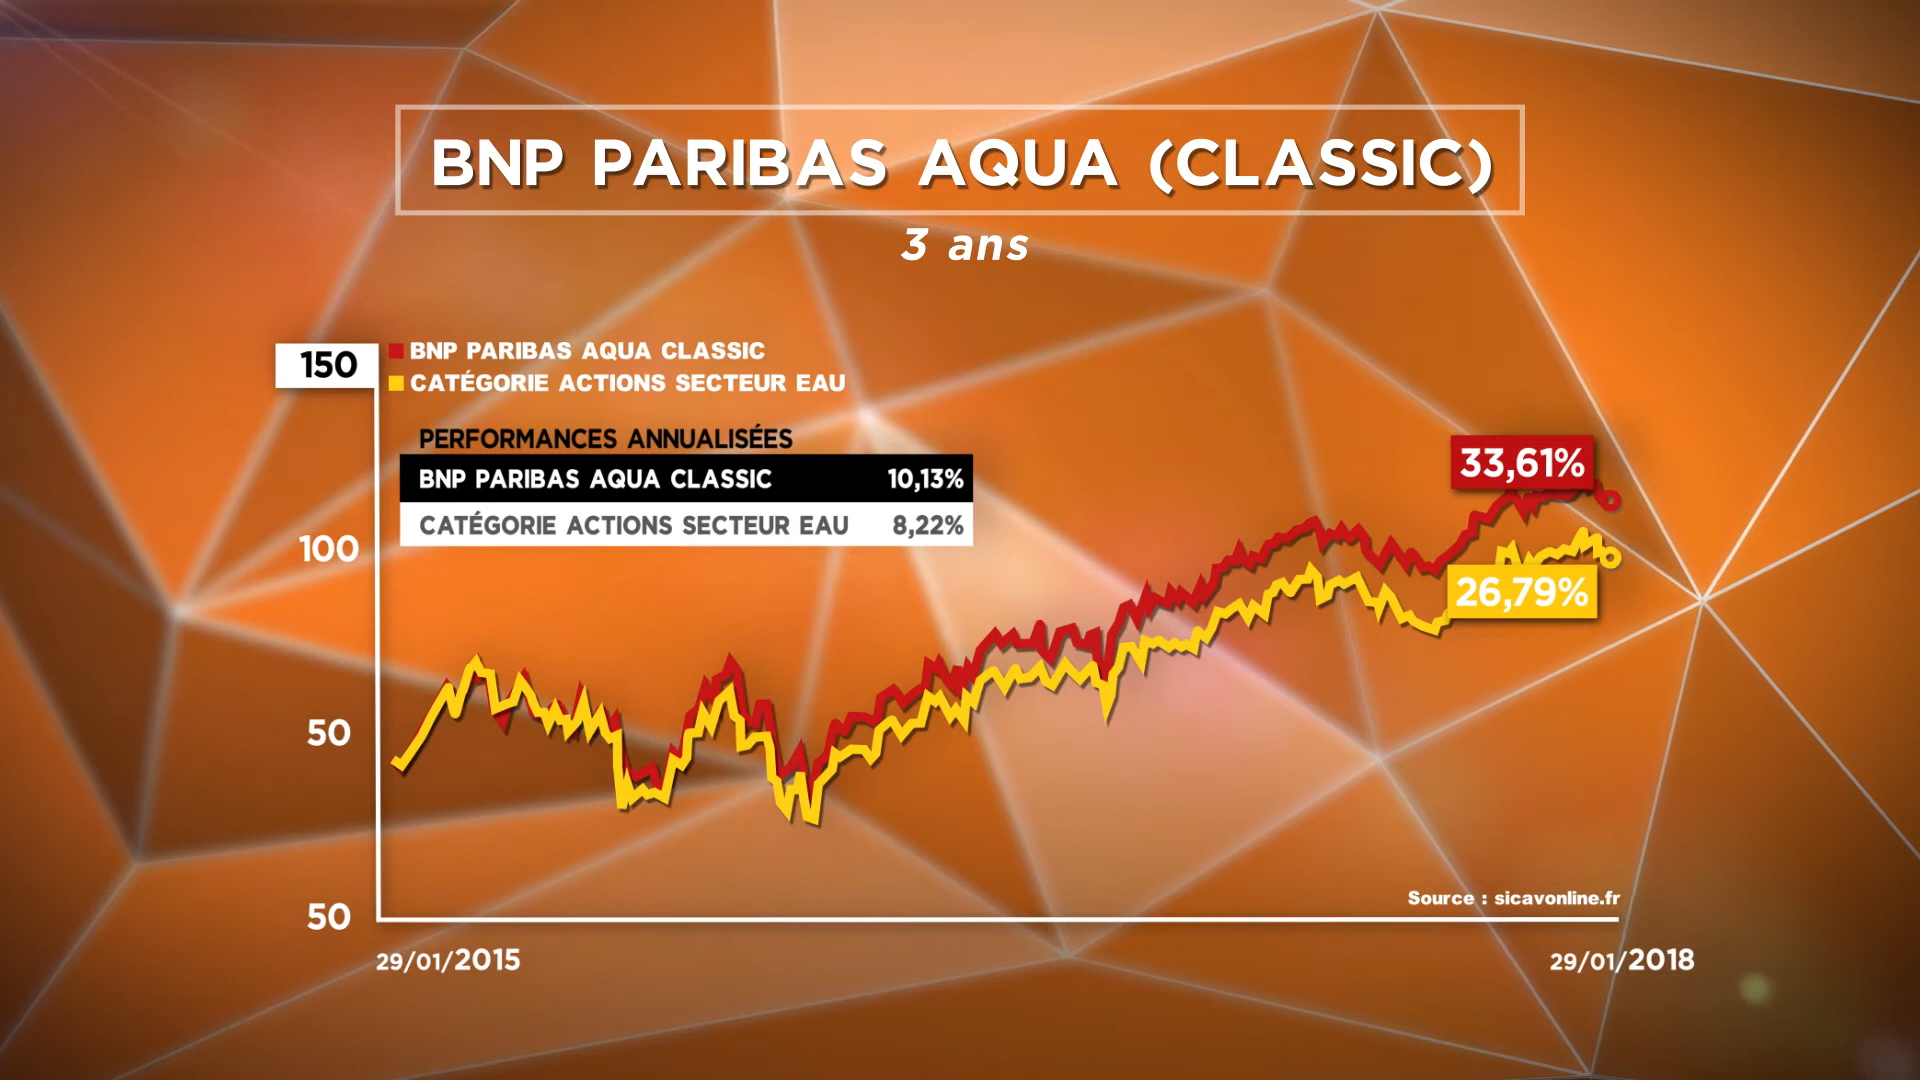 BNP PARIBAS AQUA (CLASSIC)
3 ans
150
BNP PARIBAS AQUA CLASSIC
CATÉGORIE ACTIONS SECTEUR EAU
PERFORMANCES ANNUALISÉES
BNP PARIBAS AQUA CLASSIC 10,13%
CATÉGORIE ACTIONS SECTEUR EAU 8,22%
33,61%
100
26,79%
50
50
Source : sicavonline.fr
29/01/2015
29/01/2018